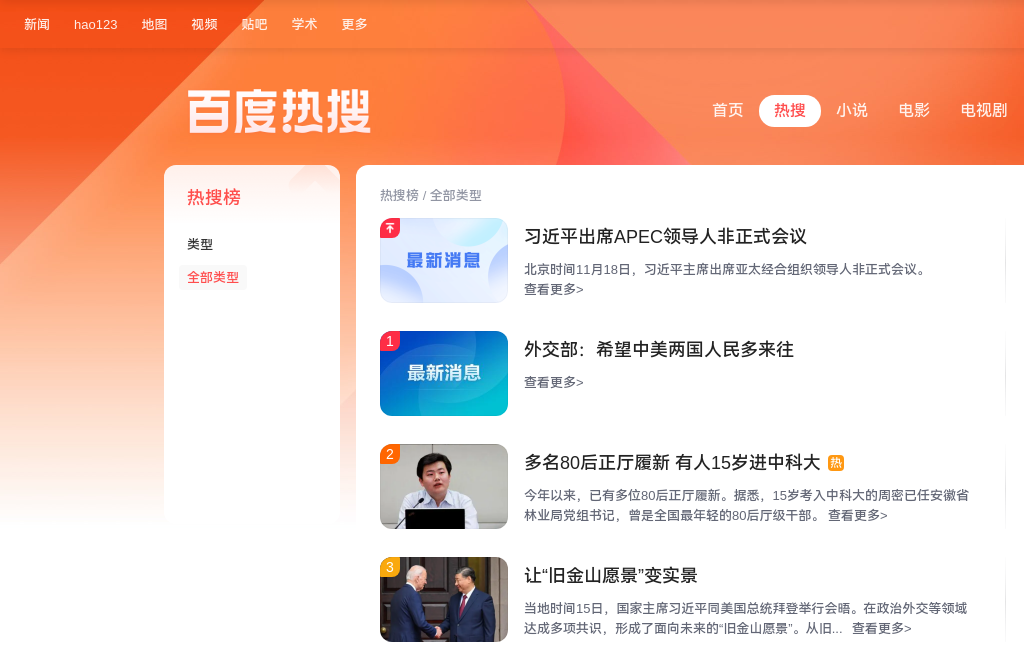 新闻 hao123 地图 视频 贴吧 学术 更多
百度热搜
首页 热搜 小说 电影 电视剧
热搜榜
类型
全部类型
热搜榜 / 全部类型
最新消息
习近平出席APEC领导人非正式会议
北京时间11月18日，习近平主席出席亚太经合组织领导人非正式会议。
查看更多>
1
最新消息
外交部：希望中美两国人民多来往
查看更多>
2
多名80后正厅履新 有人15岁进中科大 热
今年以来，已有多位80后正厅履新。据悉，15岁考入中科大的周密已任安徽省
林业局党组书记，曾是全国最年轻的80后厅级干部。 查看更多>
3
让“旧金山愿景”变实景
当地时间15日，国家主席习近平同美国总统拜登举行会晤。在政治外交等领域
达成多项共识，形成了面向未来的“旧金山愿景”。从旧... 查看更多>